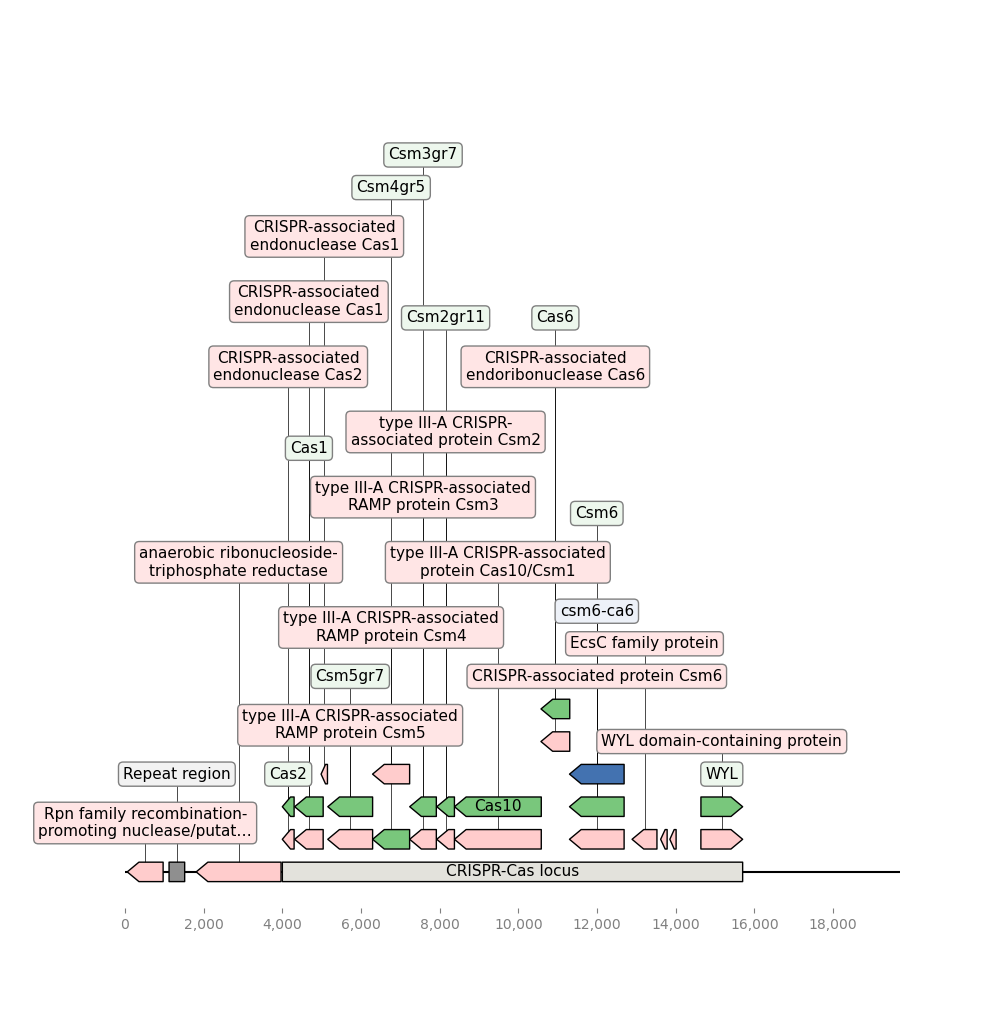 Csm3gr7
Csm4gr5
CRISPR-associated
endonuclease Cas1
CRISPR-associated
endonuclease Cas1
Csm2gr11
Cas6
CRISPR-associated
endonuclease Cas2
CRISPR-associated
endoribonuclease Cas6
type III-A CRISPR-
associated protein Csm2
Cas1
type III-A CRISPR-associated
RAMP protein Csm3
Csm6
anaerobic ribonucleoside-
triphosphate reductase
type III-A CRISPR-associated
protein Cas10/Csm1
csm6-ca6
type III-A CRISPR-associated
RAMP protein Csm4
EcsC family protein
Csm5gr7
CRISPR-associated protein Csm6
type III-A CRISPR-associated
RAMP protein Csm5
WYL domain-containing protein
Repeat region
Cas2
WYL
Rpn family recombination-
promoting nuclease/putat...
Cas10
CRISPR-Cas locus
0
2,000
4,000
6,000
8,000
10,000
12,000
14,000
16,000
18,000